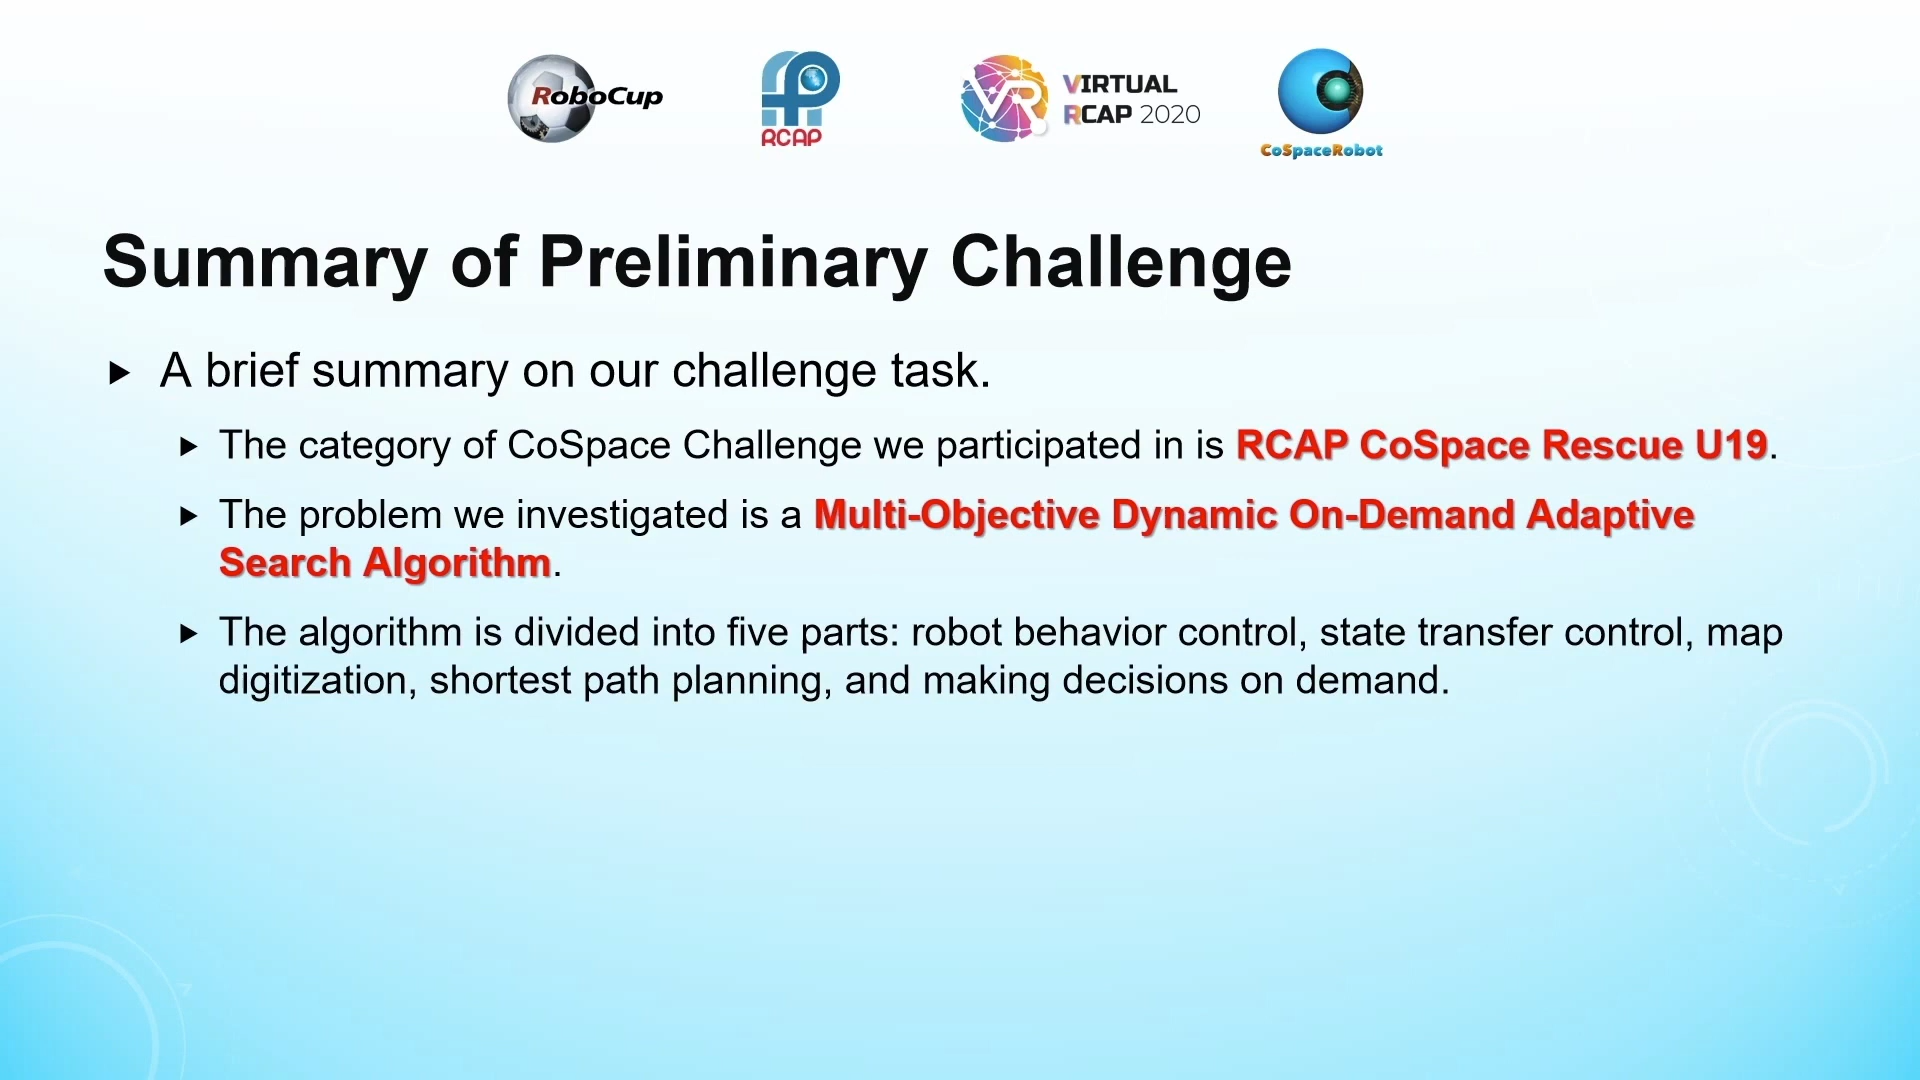 RoboCup
RCAP
VR
VIRTUAL
RCAP 2020
CoSpaceRobot
Summary of Preliminary Challenge
A brief summary on our challenge task.
The category of CoSpace Challenge we participated in is RCAP CoSpace Rescue U19.
The problem we investigated is a Multi-Objective Dynamic On-Demand Adaptive
Search Algorithm.
The algorithm is divided into five parts: robot behavior control, state transfer control, map
digitization, shortest path planning, and making decisions on demand.